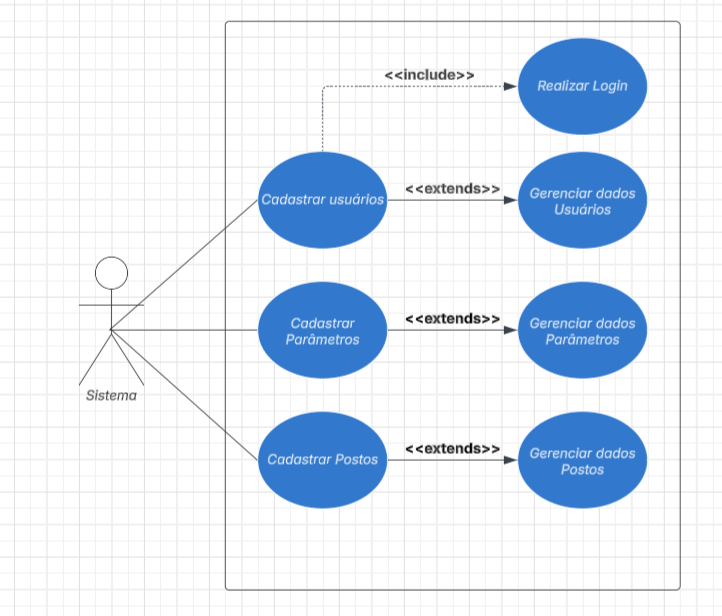 <<include>>
Realizar Login
Cadastrar usuários
<<extends>>
Gerenciar dados
Usuários
Cadastrar
Parâmetros
<<extends>>
Gerenciar dados
Parâmetros
Sistema
Cadastrar Postos
<<extends>>
Gerenciar dados
Postos